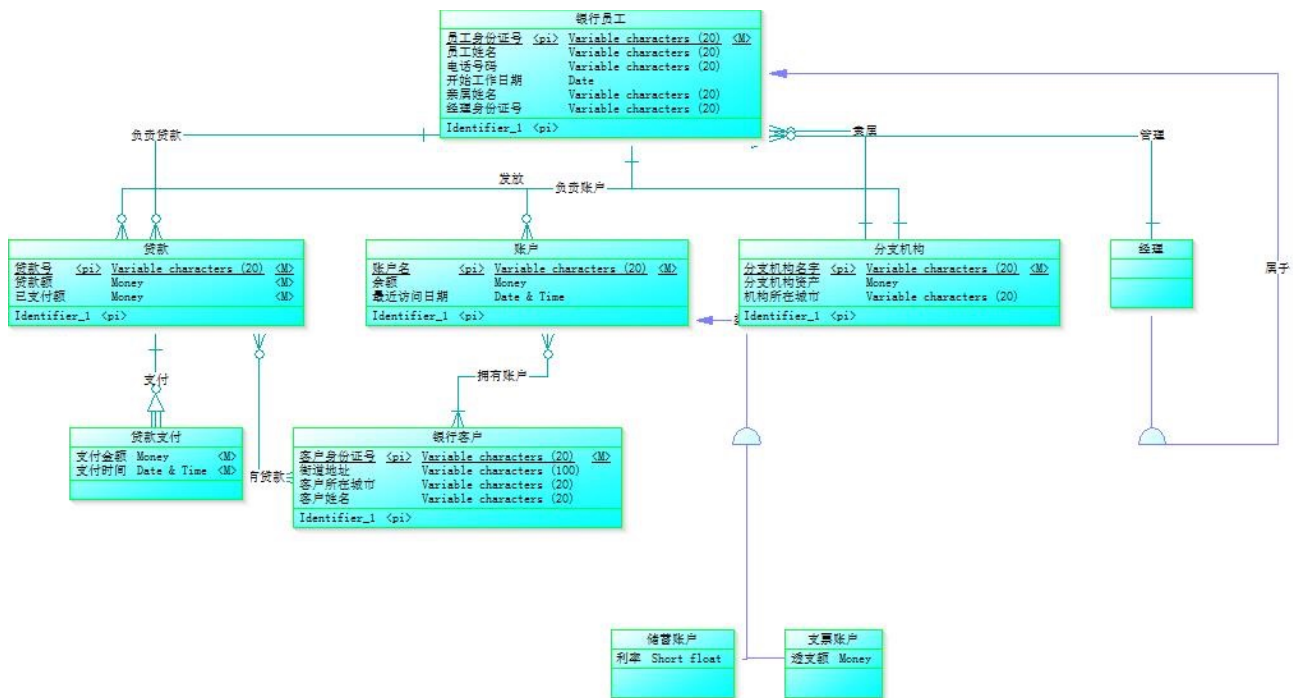 银行员工
员工身份证号 <pi> Variable characters (20) <M>
员工姓名 Variable characters (20)
电话号码 Variable characters (20)
开始工作日期 Date
亲属姓名 Variable characters (20)
经理身份证号 Variable characters (20)
Identifier_1 <pi>
负责贷款
隶属
管理
发放
负责账户
贷款
贷款号 <pi> Variable characters (20) <M>
贷款额 Money <M>
已支付额 Money <M>
Identifier_1 <pi>
账户
账户名 <pi> Variable characters (20) <M>
余额 Money
最近访问日期 Date & Time
Identifier_1 <pi>
分支机构
分支机构名字 <pi> Variable characters (20) <M>
分支机构资产 Money
机构所在城市 Variable characters (20)
Identifier_1 <pi>
经理
属于
支付
拥有账户
贷款支付
支付金额 Money <M>
支付时间 Date & Time <M>
有贷款
银行客户
客户身份证号 <pi> Variable characters (20) <M>
街道地址 Variable characters (100)
客户所在城市 Variable characters (20)
客户姓名 Variable characters (20)
Identifier_1 <pi>
储蓄账户
利率 Short float
支票账户
透支额 Money